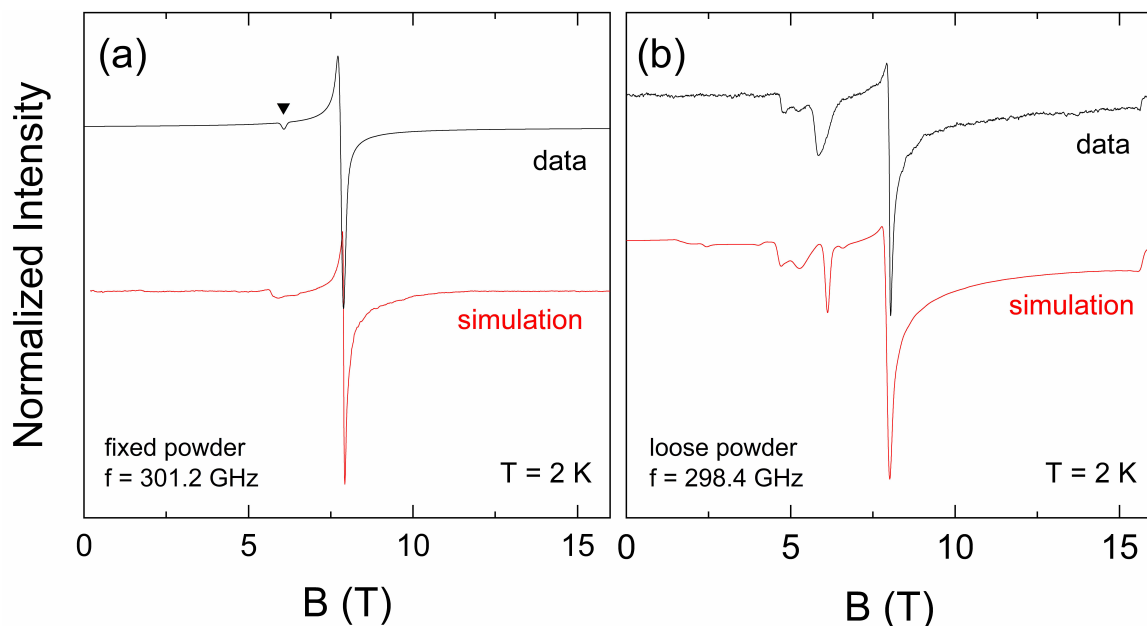 Normalized Intensity
(a)
data
simulation
fixed powder
f = 301.2 GHz
T = 2 K
0 5 10 15
B (T)
(b)
data
simulation
loose powder
f = 298.4 GHz
T = 2 K
0 5 10 15
B (T)